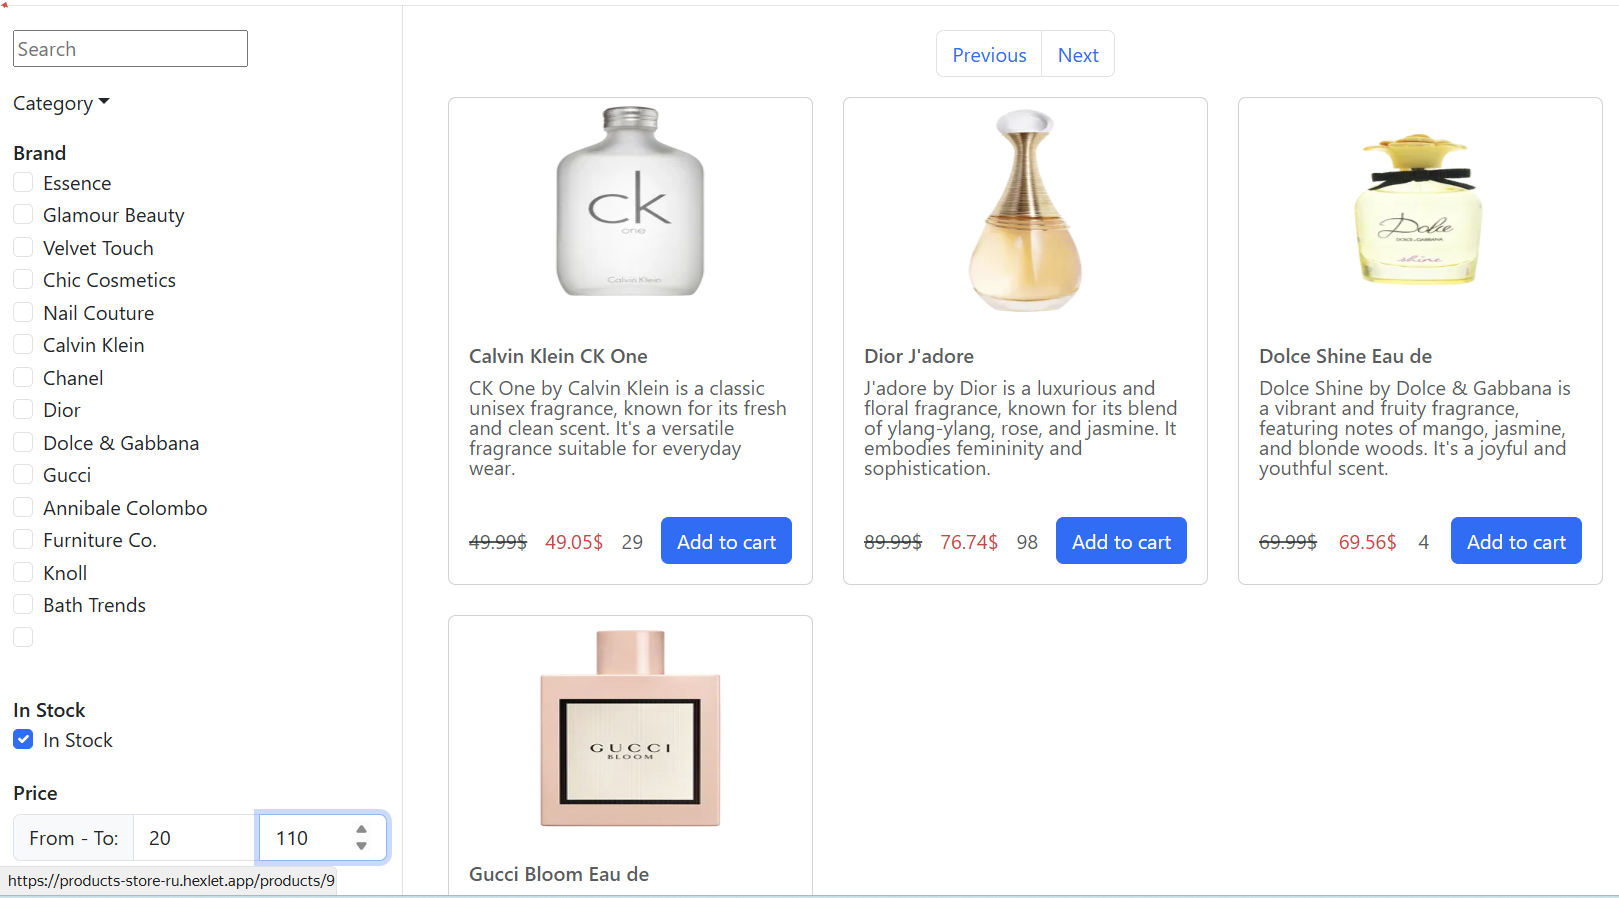 Search
Category
Brand
Essence
Glamour Beauty
Velvet Touch
Chic Cosmetics
Nail Couture
Calvin Klein
Chanel
Dior
Dolce & Gabbana
Gucci
Annibale Colombo
Furniture Co.
Knoll
Bath Trends
In Stock
In Stock
Price
From - To: 20 110
https://products-store-ru.hexlet.app/products/9
Previous Next
ck
one
Calvin Klein
Calvin Klein CK One
CK One by Calvin Klein is a classic
unisex fragrance, known for its fresh
and clean scent. It's a versatile
fragrance suitable for everyday
wear.
49.99$ 49.05$ 29 Add to cart
Dior J'adore
J'adore by Dior is a luxurious and
floral fragrance, known for its blend
of ylang-ylang, rose, and jasmine. It
embodies femininity and
sophistication.
89.99$ 76.74$ 98 Add to cart
Dolce
DOLCE & GABBANA
shine
Dolce Shine Eau de
Dolce Shine by Dolce & Gabbana is
a vibrant and fruity fragrance,
featuring notes of mango, jasmine,
and blonde woods. It's a joyful and
youthful scent.
69.99$ 69.56$ 4 Add to cart
GUCCI
BLOOM
Gucci Bloom Eau de